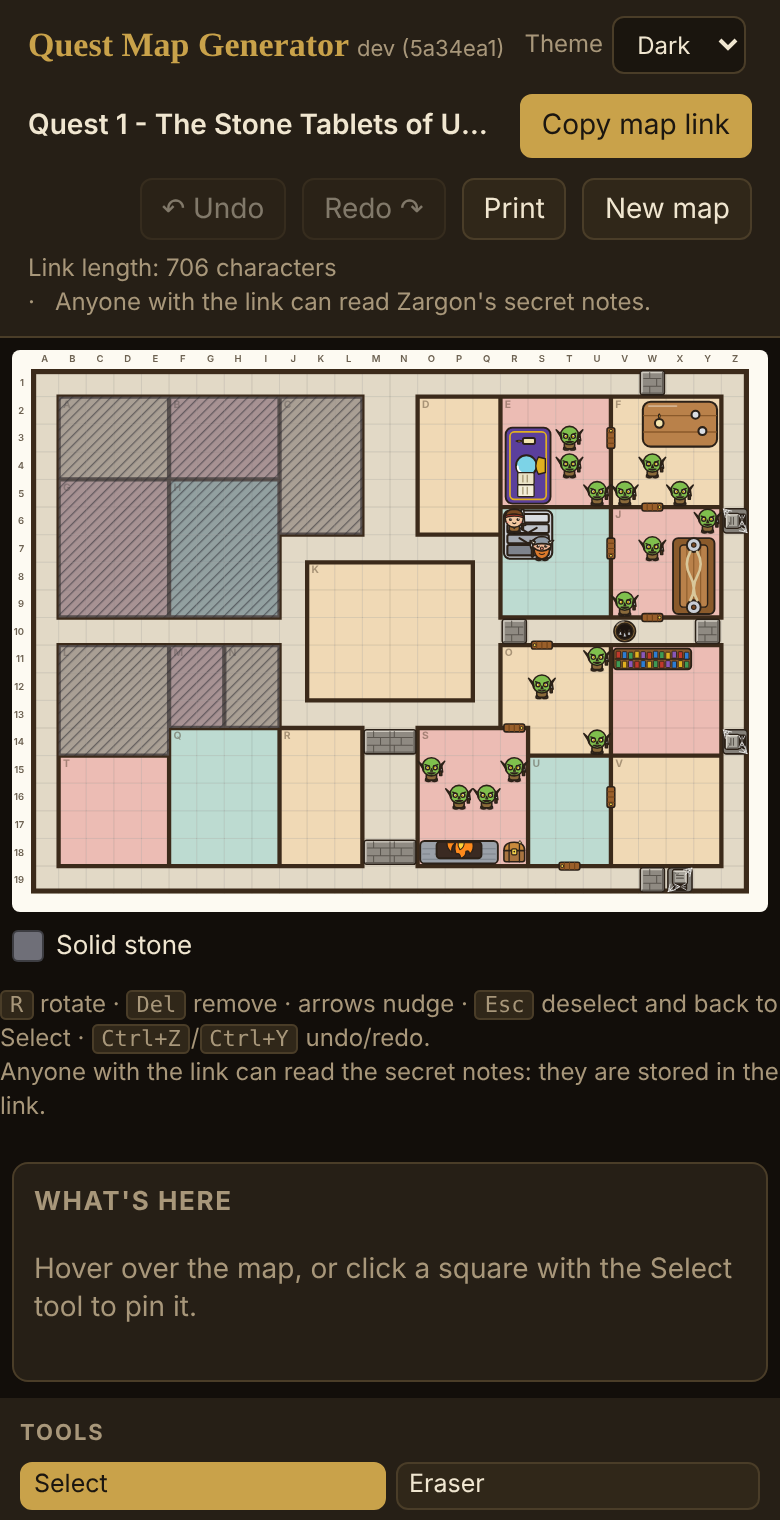 Quest Map Generator dev (5a34ea1) Theme Dark
Quest 1 - The Stone Tablets of U... Copy map link
↶ Undo Redo ↷ Print New map
Link length: 706 characters
· Anyone with the link can read Zargon's secret notes.
A B C D E F G H I J K L M N O P Q R S T U V W X Y Z
1
2
D E F
3
4
5
6
J
7
8
K
9
10
11
O
12
13
14
Q R S
15
T U V
16
17
18
19
Solid stone
R rotate · Del remove · arrows nudge · Esc deselect and back to
Select · Ctrl+Z/Ctrl+Y undo/redo.
Anyone with the link can read the secret notes: they are stored in the
link.
WHAT'S HERE
Hover over the map, or click a square with the Select
tool to pin it.
TOOLS
Select Eraser